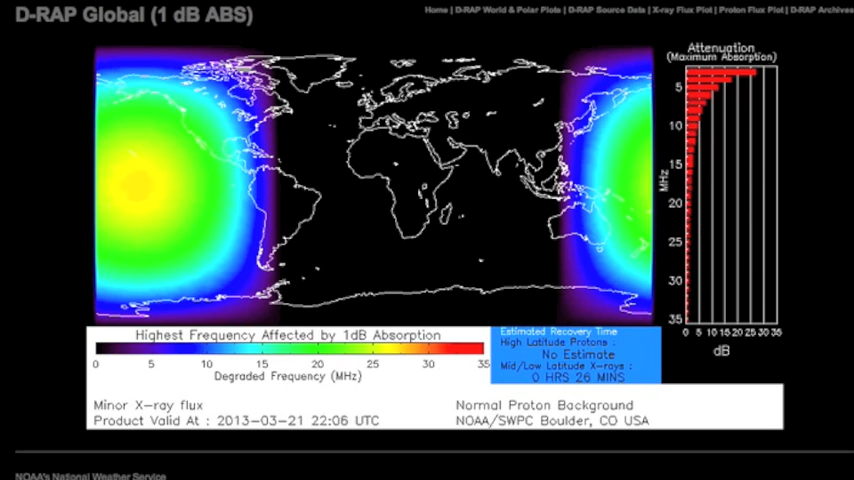 D-RAP Global (1 dB ABS)
Home | D-RAP World & Polar Plots | D-RAP Source Data | X-ray Flux Plot | Proton Flux Plot | D-RAP Archives
Attenuation
(Maximum Absorption)
5
10
15
20
25
30
35
MHz
0 5 10 15 20 25 30 35
dB
Highest Frequency Affected by 1dB Absorption
0 5 10 15 20 25 30 35
Degraded Frequency (MHz)
Estimated Recovery Time
High Latitude Protons :
No Estimate
Mid/Low Latitude X-rays :
0 HRS 26 MINS
Minor X-ray flux
Normal Proton Background
Product Valid At : 2013-03-21 22:06 UTC
NOAA/SWPC Boulder, CO USA
NOAA's National Weather Service